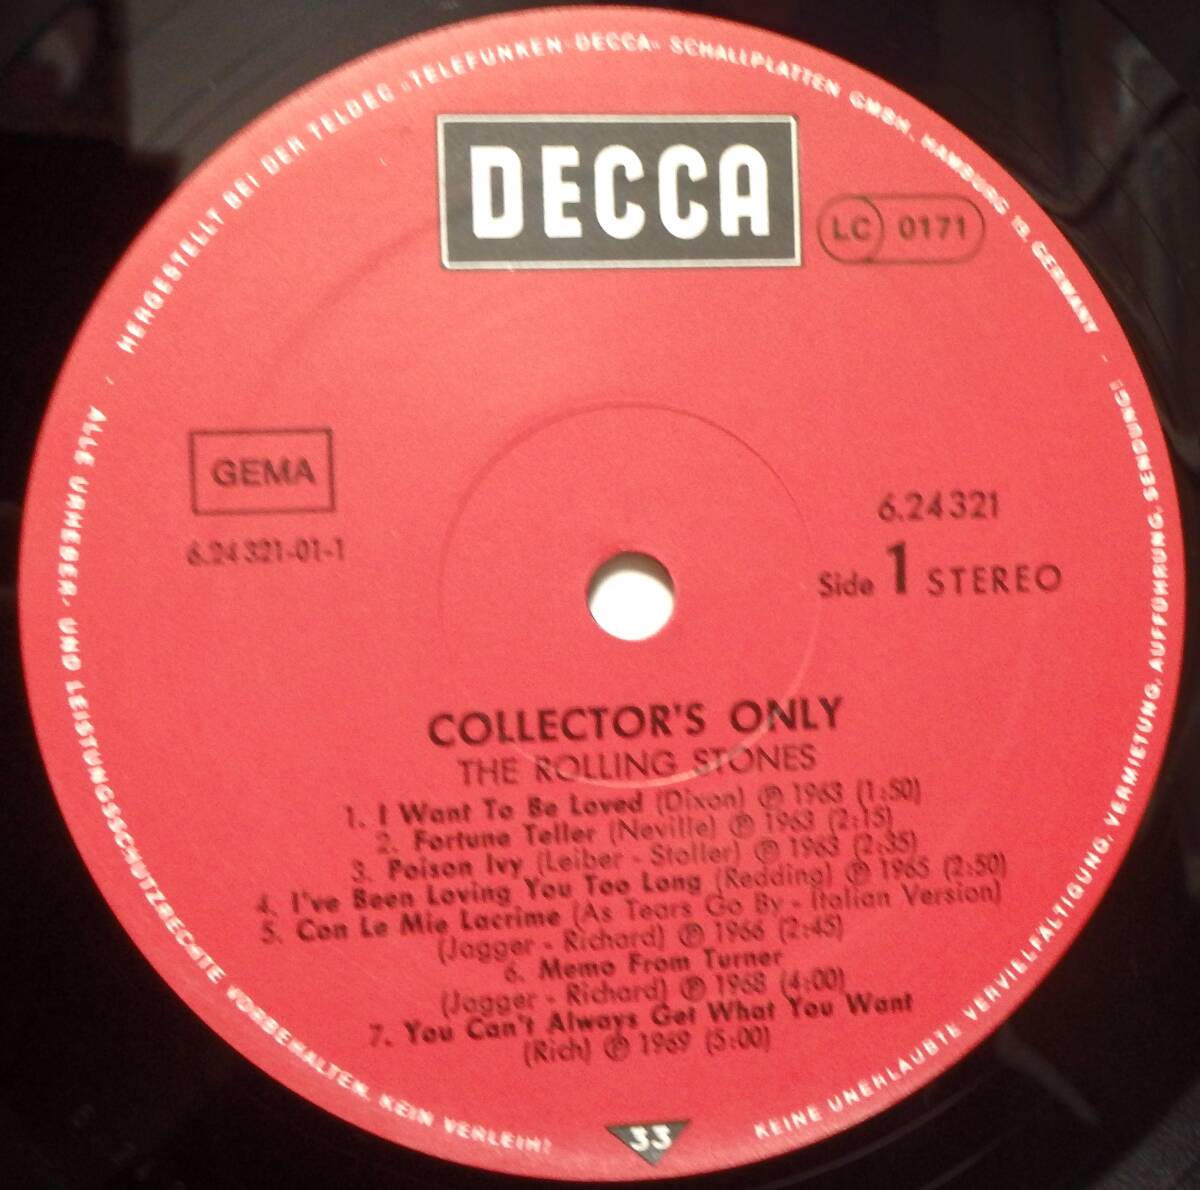 HERGESTELLT BEI DER TELDEC »TELEFUNKEN-DECCA« SCHALLPLATTEN GMBH, HAMBURG 19, GERMANY ·
DECCA
LC 0171
GEMA
6.24321-01-1
6.24321
Side 1 STEREO
COLLECTOR'S ONLY
THE ROLLING STONES
1. I Want To Be Loved (Dixon) ℗ 1963 (1:50)
2. Fortune Teller (Neville) ℗ 1963 (2:15)
3. Poison Ivy (Leiber - Stoller) ℗ 1963 (2:35)
4. I've Been Loving You Too Long (Redding) ℗ 1965 (2:50)
5. Con Le Mie Lacrime (As Tears Go By - Italian Version)
(Jagger - Richard) ℗ 1966 (2:45)
6. Memo From Turner
(Jagger - Richard) ℗ 1968 (4:00)
7. You Can't Always Get What You Want
(Rich) ℗ 1969 (5:00)
33
· ALLE URHEBER- UND LEISTUNGSSCHUTZRECHTE VORBEHALTEN, KEIN VERLEIH!
KEINE UNERLAUBTE VERVIELFÄLTIGUNG, VERMIETUNG, AUFFÜHRUNG, SENDUNG!